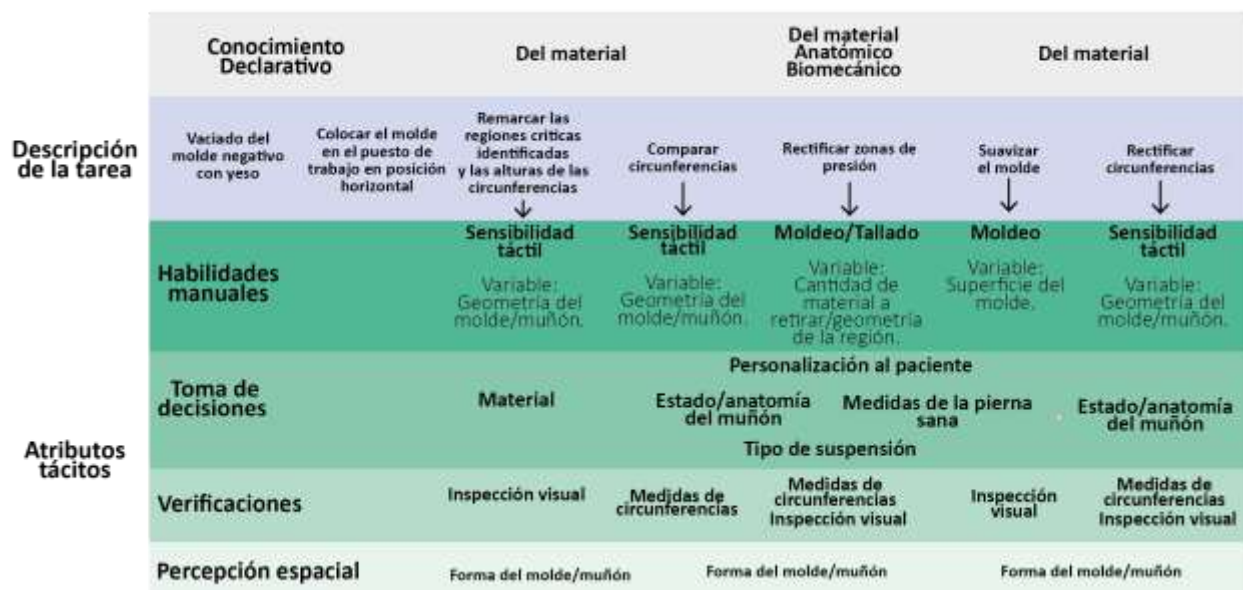 Conocimiento
Declarativo
Del material
Del material
Anatómico
Biomecánico
Del material
Descripción
de la tarea
Vaciado del
molde negativo
con yeso
Colocar el molde
en el puesto de
trabajo en posición
horizontal
Remarcar las
regiones criticas
identificadas
y las alturas de las
circunferencias
Comparar
circunferencias
Rectificar zonas de
presión
Suavizar
el molde
Rectificar
circunferencias
Atributos
tácitos
Habilidades
manuales
Sensibilidad
táctil
Variable:
Geometría del
molde/muñón.
Sensibilidad
táctil
Variable:
Geometría del
molde/muñón.
Moldeo/Tallado
Variable:
Cantidad de
material a
retirar/geometría
de la región.
Moldeo
Variable:
Superficie del
molde.
Sensibilidad
táctil
Variable:
Geometría del
molde/muñón.
Toma de
decisiones
Personalización al paciente
Material
Estado/anatomía
del muñón
Medidas de la pierna
sana
Estado/anatomía
del muñón
Tipo de suspensión
Verificaciones
Inspección visual
Medidas de
circunferencias
Medidas de
circunferencias
Inspección visual
Inspección
visual
Medidas de
circunferencias
Inspección visual
Percepción espacial
Forma del molde/muñón
Forma del molde/muñón
Forma del molde/muñón